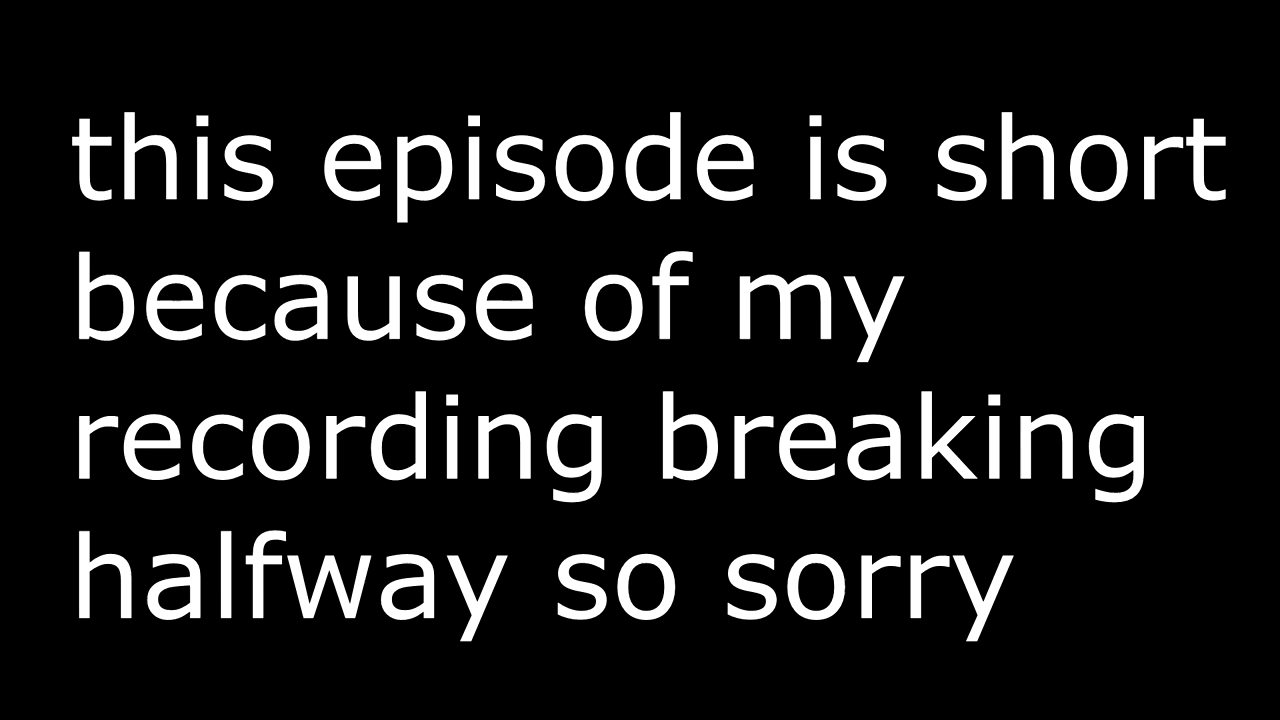 this episode is short
because of my
recording breaking
halfway so sorry